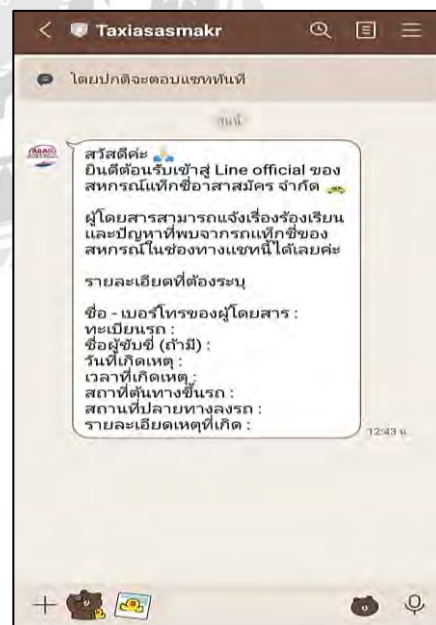 Taxiasasmakr
โดยปกติจะตอบแชททันที
วันนี้
สวัสดีค่ะ 🙏
ยินดีต้อนรับเข้าสู่ Line official ของ
สหกรณ์แท็กซี่อาสาสมัคร จำกัด 🚕
ผู้โดยสารสามารถแจ้งเรื่องร้องเรียน
และปัญหาที่พบจากรถแท็กซี่ของ
สหกรณ์ในช่องทางแชทนี้ได้เลยค่ะ
รายละเอียดที่ต้องระบุ
ชื่อ - เบอร์โทรของผู้โดยสาร :
ทะเบียนรถ :
ชื่อผู้ขับขี่ (ถ้ามี) :
วันที่เกิดเหตุ :
เวลาที่เกิดเหตุ :
สถาที่ต้นทางขึ้นรถ :
สถานที่ปลายทางลงรถ :
รายละเอียดเหตุที่เกิด :
12:43 น.